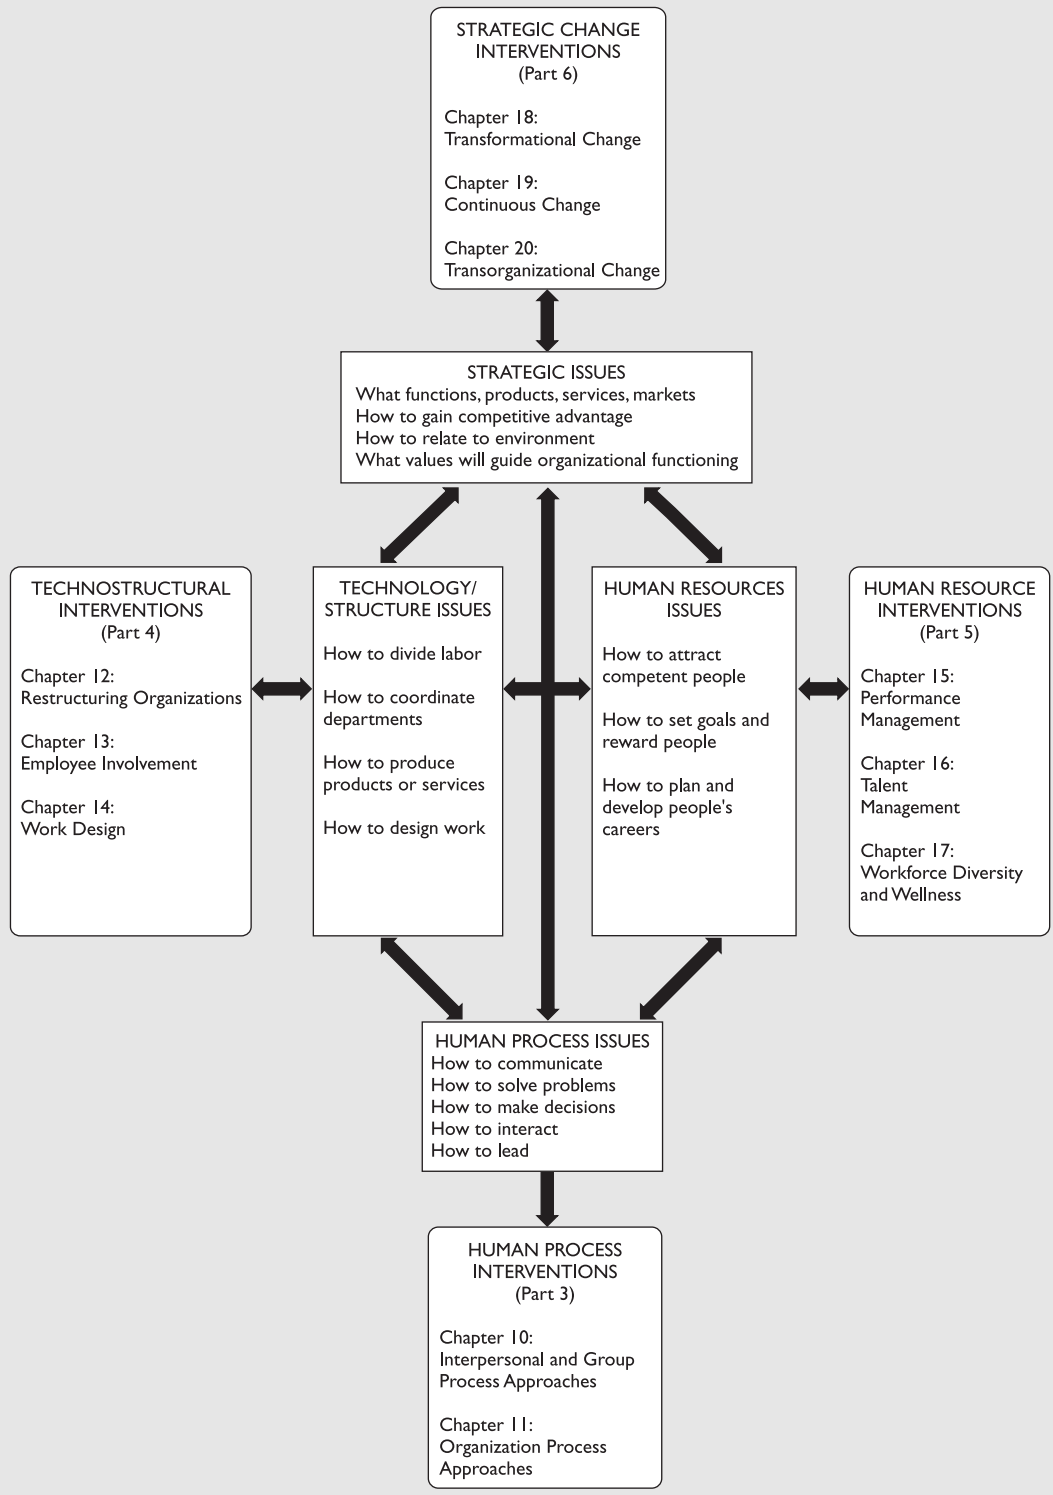 STRATEGIC CHANGE
INTERVENTIONS
(Part 6)
Chapter 18:
Transformational Change
Chapter 19:
Continuous Change
Chapter 20:
Transorganizational Change
STRATEGIC ISSUES
What functions, products, services, markets
How to gain competitive advantage
How to relate to environment
What values will guide organizational functioning
TECHNOSTRUCTURAL
INTERVENTIONS
(Part 4)
Chapter 12:
Restructuring Organizations
Chapter 13:
Employee Involvement
Chapter 14:
Work Design
TECHNOLOGY/
STRUCTURE ISSUES
How to divide labor
How to coordinate
departments
How to produce
products or services
How to design work
HUMAN RESOURCES
ISSUES
How to attract
competent people
How to set goals and
reward people
How to plan and
develop people's
careers
HUMAN RESOURCE
INTERVENTIONS
(Part 5)
Chapter 15:
Performance
Management
Chapter 16:
Talent
Management
Chapter 17:
Workforce Diversity
and Wellness
HUMAN PROCESS ISSUES
How to communicate
How to solve problems
How to make decisions
How to interact
How to lead
HUMAN PROCESS
INTERVENTIONS
(Part 3)
Chapter 10:
Interpersonal and Group
Process Approaches
Chapter 11:
Organization Process
Approaches